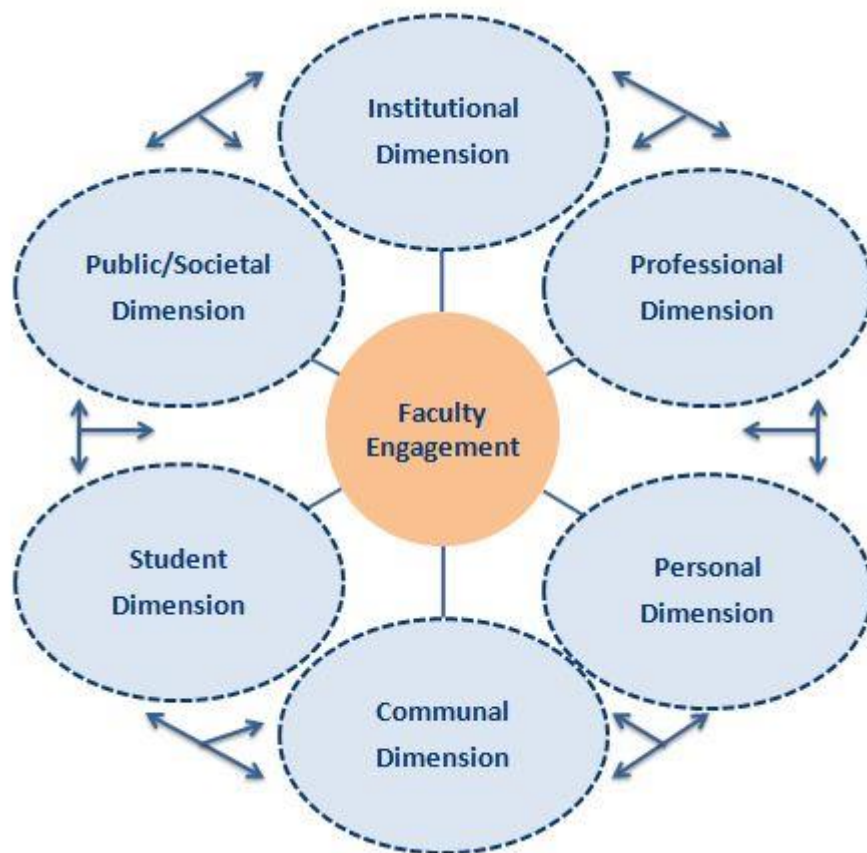 Institutional
Dimension
Public/Societal
Dimension
Professional
Dimension
Faculty
Engagement
Student
Dimension
Personal
Dimension
Communal
Dimension